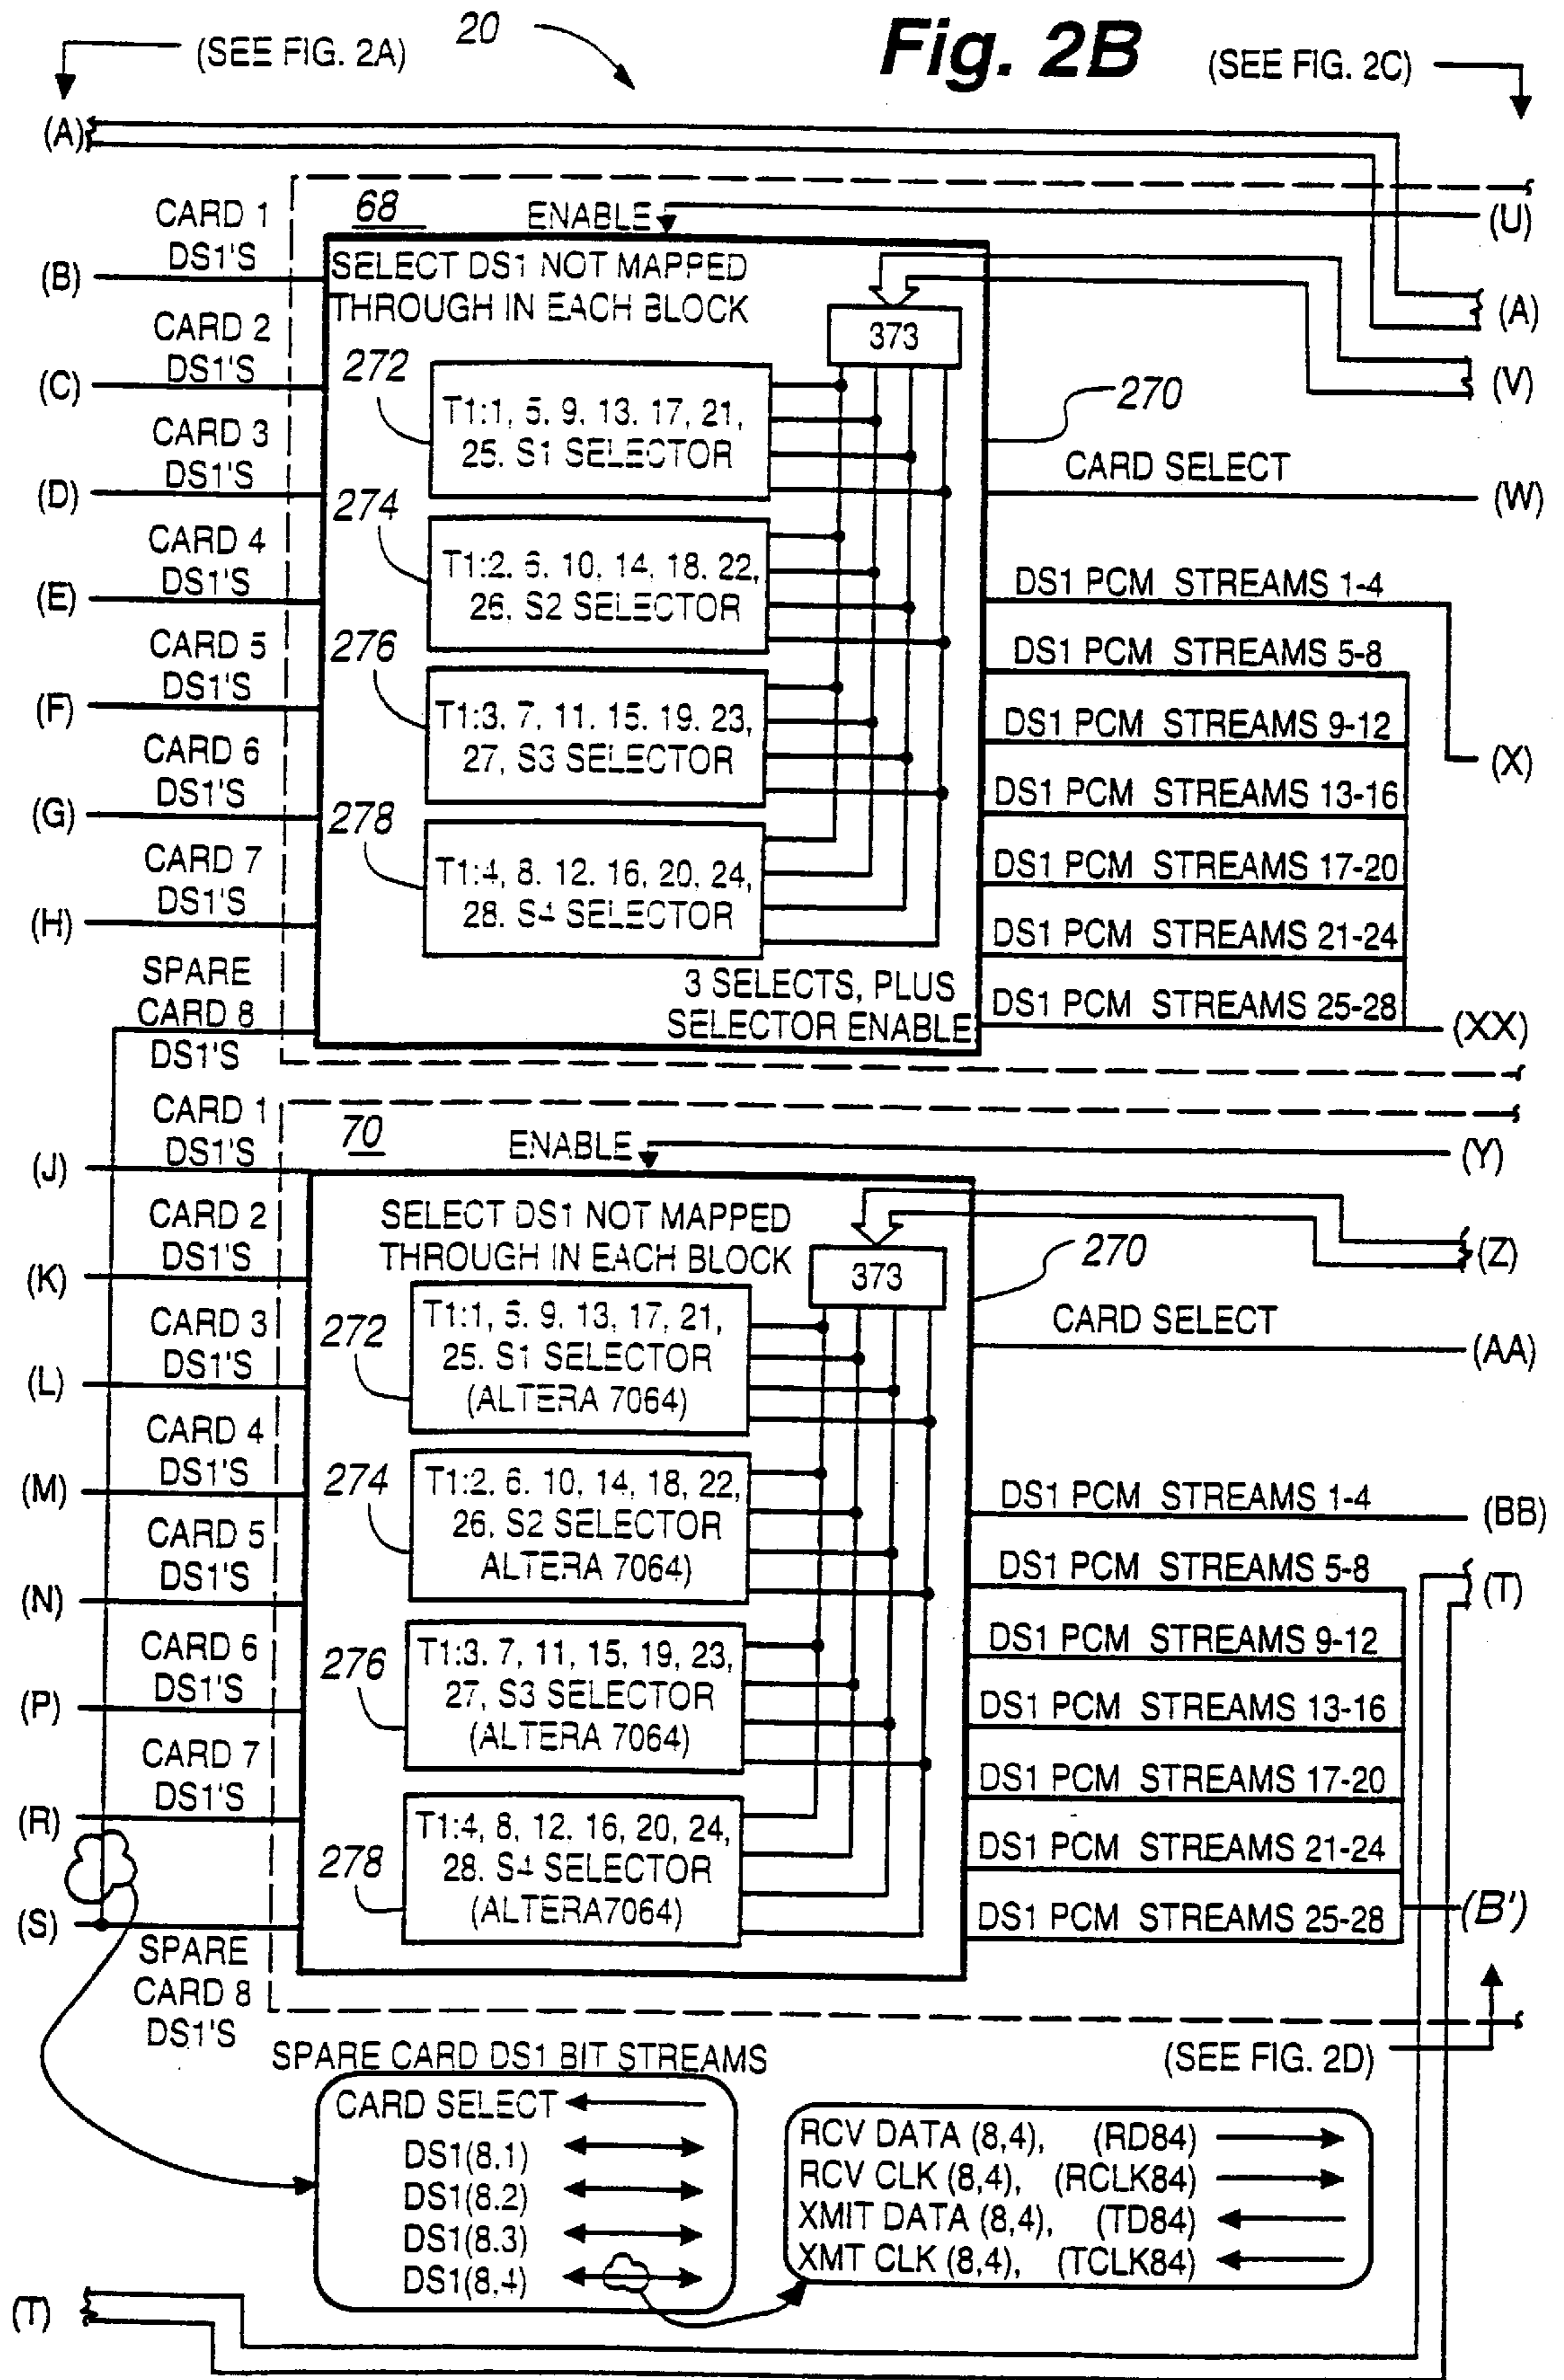 Fig. 2B
20
(SEE FIG. 2A)
(SEE FIG. 2C)
(A)
CARD 1
DS1'S
(B)
68
ENABLE
(U)
SELECT DS1 NOT MAPPED
THROUGH IN EACH BLOCK
373
(A)
(V)
CARD 2
DS1'S
(C)
272
T1:1, 5, 9, 13, 17, 21,
25, S1 SELECTOR
270
CARD 3
DS1'S
(D)
CARD SELECT
(W)
274
T1:2, 6, 10, 14, 18, 22,
26, S2 SELECTOR
CARD 4
DS1'S
(E)
DS1 PCM STREAMS 1-4
CARD 5
DS1'S
(F)
276
T1:3, 7, 11, 15, 19, 23,
27, S3 SELECTOR
DS1 PCM STREAMS 5-8
DS1 PCM STREAMS 9-12
(X)
CARD 6
DS1'S
(G)
DS1 PCM STREAMS 13-16
278
T1:4, 8, 12, 16, 20, 24,
28, S4 SELECTOR
CARD 7
DS1'S
(H)
DS1 PCM STREAMS 17-20
DS1 PCM STREAMS 21-24
SPARE
CARD 8
DS1'S
3 SELECTS, PLUS
SELECTOR ENABLE
DS1 PCM STREAMS 25-28
(XX)
CARD 1
DS1'S
(J)
70
ENABLE
(Y)
SELECT DS1 NOT MAPPED
THROUGH IN EACH BLOCK
373
(Z)
270
CARD 2
DS1'S
(K)
CARD 3
DS1'S
(L)
272
T1:1, 5, 9, 13, 17, 21,
25. S1 SELECTOR
(ALTERA 7064)
CARD SELECT
(AA)
CARD 4
DS1'S
(M)
274
T1:2, 6, 10, 14, 18, 22,
26, S2 SELECTOR
ALTERA 7064)
DS1 PCM STREAMS 1-4
(BB)
CARD 5
DS1'S
(N)
DS1 PCM STREAMS 5-8
(T)
CARD 6
DS1'S
(P)
276
T1:3, 7, 11, 15, 19, 23,
27, S3 SELECTOR
(ALTERA 7064)
DS1 PCM STREAMS 9-12
DS1 PCM STREAMS 13-16
CARD 7
DS1'S
(R)
DS1 PCM STREAMS 17-20
278
T1:4, 8, 12, 16, 20, 24,
28. S4 SELECTOR
(ALTERA7064)
DS1 PCM STREAMS 21-24
(S)
DS1 PCM STREAMS 25-28
(B')
SPARE
CARD 8
DS1'S
(SEE FIG. 2D)
SPARE CARD DS1 BIT STREAMS
CARD SELECT
DS1(8.1)
DS1(8.2)
DS1(8.3)
DS1(8,4)
RCV DATA (8,4), (RD84)
RCV CLK (8,4), (RCLK84)
XMIT DATA (8,4), (TD84)
XMT CLK (8,4), (TCLK84)
(T)